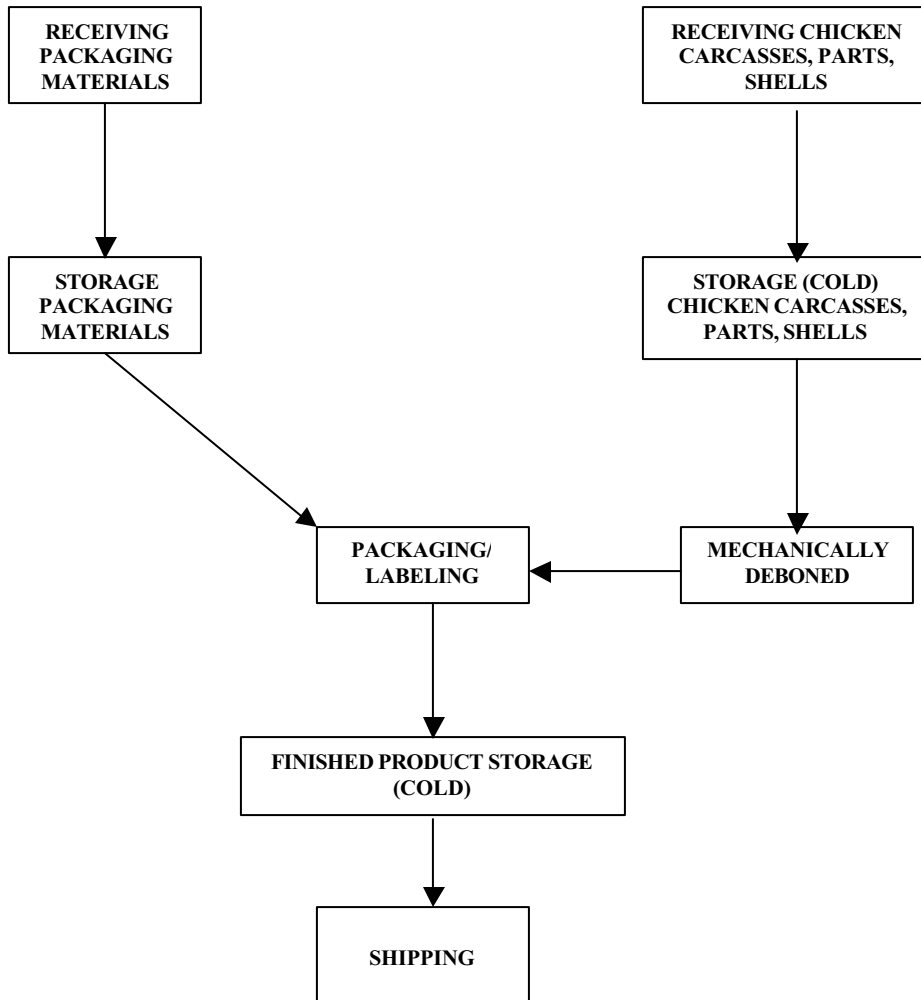 RECEIVING
PACKAGING
MATERIALS
RECEIVING CHICKEN
CARCASSES, PARTS,
SHELLS
STORAGE
PACKAGING
MATERIALS
STORAGE (COLD)
CHICKEN CARCASSES,
PARTS, SHELLS
PACKAGING/
LABELING
MECHANICALLY
DEBONED
FINISHED PRODUCT STORAGE
(COLD)
SHIPPING